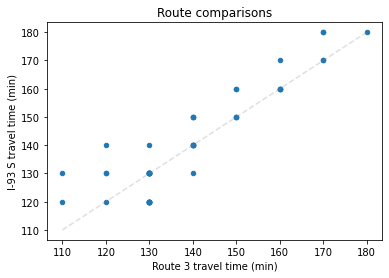 Route comparisons
180
170
160
150
140
130
120
110
I-93 S travel time (min)
110 120 130 140 150 160 170 180
Route 3 travel time (min)